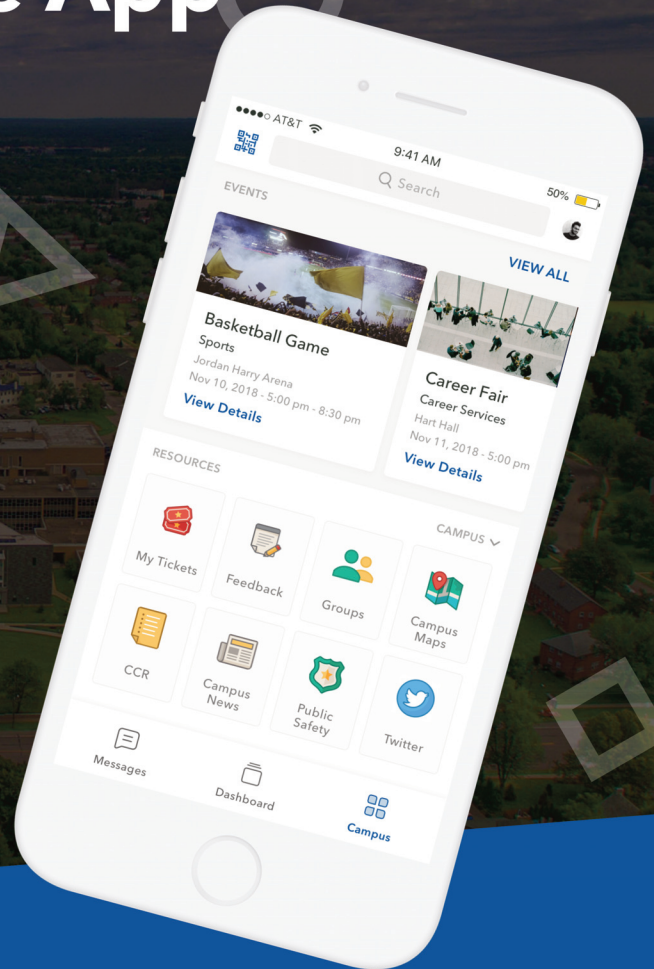 App
AT&T
9:41 AM
50%
Search
EVENTS
VIEW ALL
Basketball Game
Sports
Jordan Harry Arena
Nov 10, 2018 - 5:00 pm - 8:30 pm
View Details
Career Fair
Career Services
Hart Hall
Nov 11, 2018 - 5:00 pm
View Details
RESOURCES
CAMPUS
My Tickets
Feedback
Groups
Campus
Maps
CCR
Campus
News
Public
Safety
Twitter
Messages
Dashboard
Campus